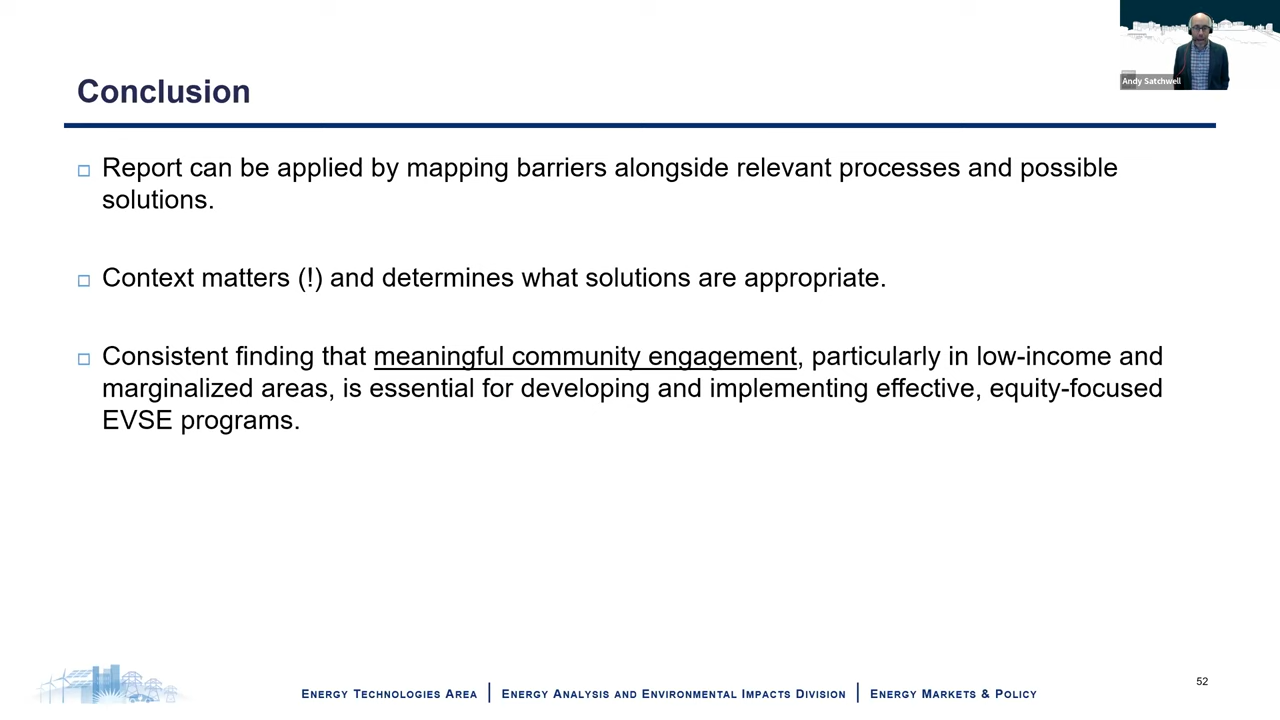 Andy Satchwell
Conclusion
Report can be applied by mapping barriers alongside relevant processes and possible
solutions.
Context matters (!) and determines what solutions are appropriate.
Consistent finding that meaningful community engagement, particularly in low-income and
marginalized areas, is essential for developing and implementing effective, equity-focused
EVSE programs.
52
ENERGY TECHNOLOGIES AREA | ENERGY ANALYSIS AND ENVIRONMENTAL IMPACTS DIVISION | ENERGY MARKETS & POLICY